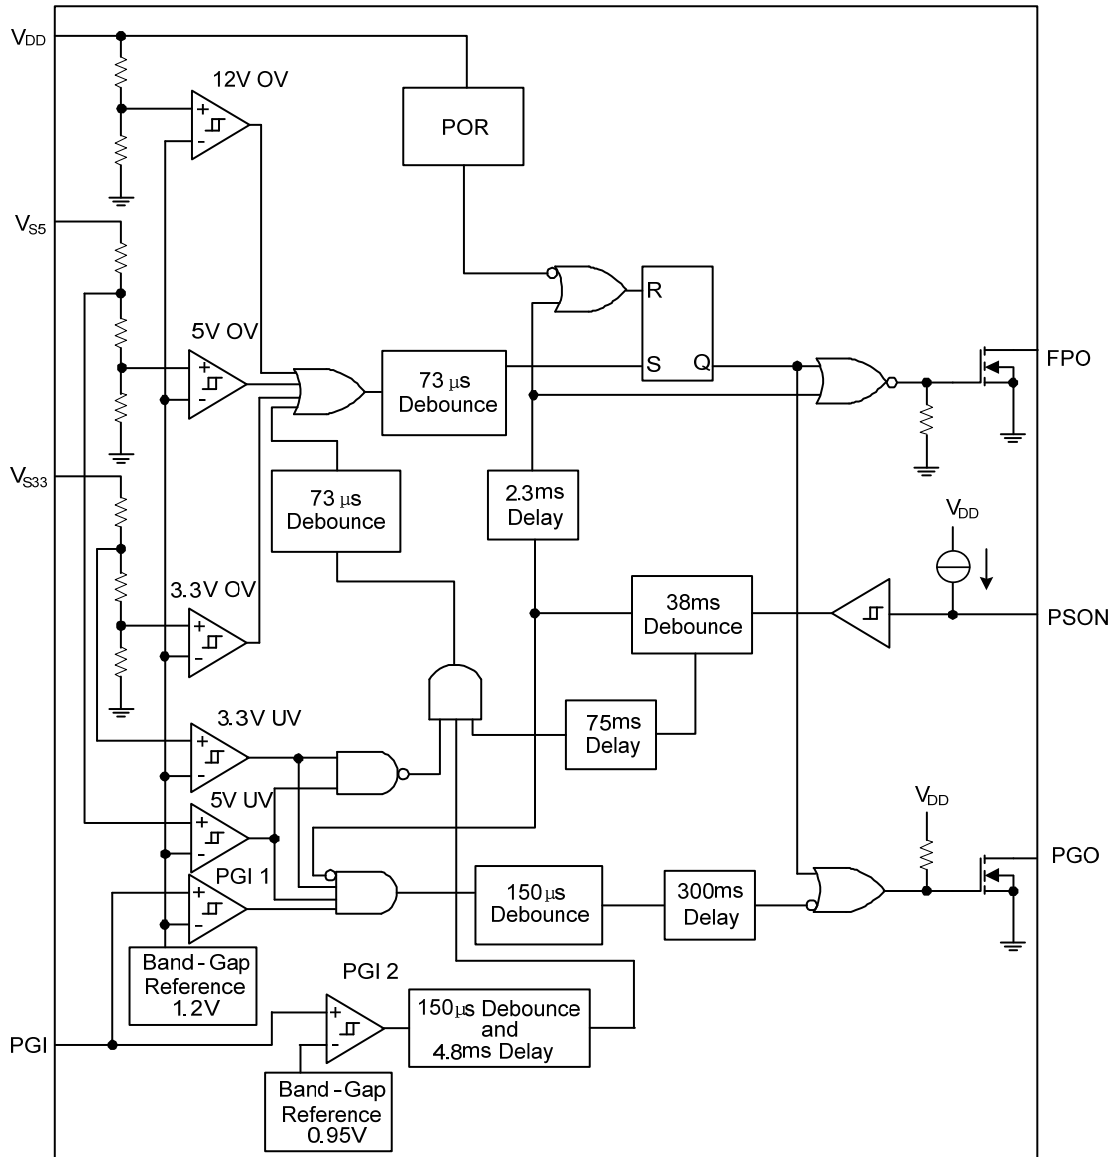 VDD
12V OV
+
-
POR
VS5
R
5V OV
+
-
S
Q
73 μs
Debounce
FPO
VS33
73 μs
Debounce
2.3ms
Delay
VDD
3.3V OV
+
-
38ms
Debounce
PSON
3.3V UV
+
-
75ms
Delay
5V UV
+
-
VDD
PGI 1
+
-
150μs
Debounce
300ms
Delay
PGO
Band-Gap
Reference
1.2V
PGI 2
+
-
150μs Debounce
and
4.8ms Delay
PGI
Band-Gap
Reference
0.95V